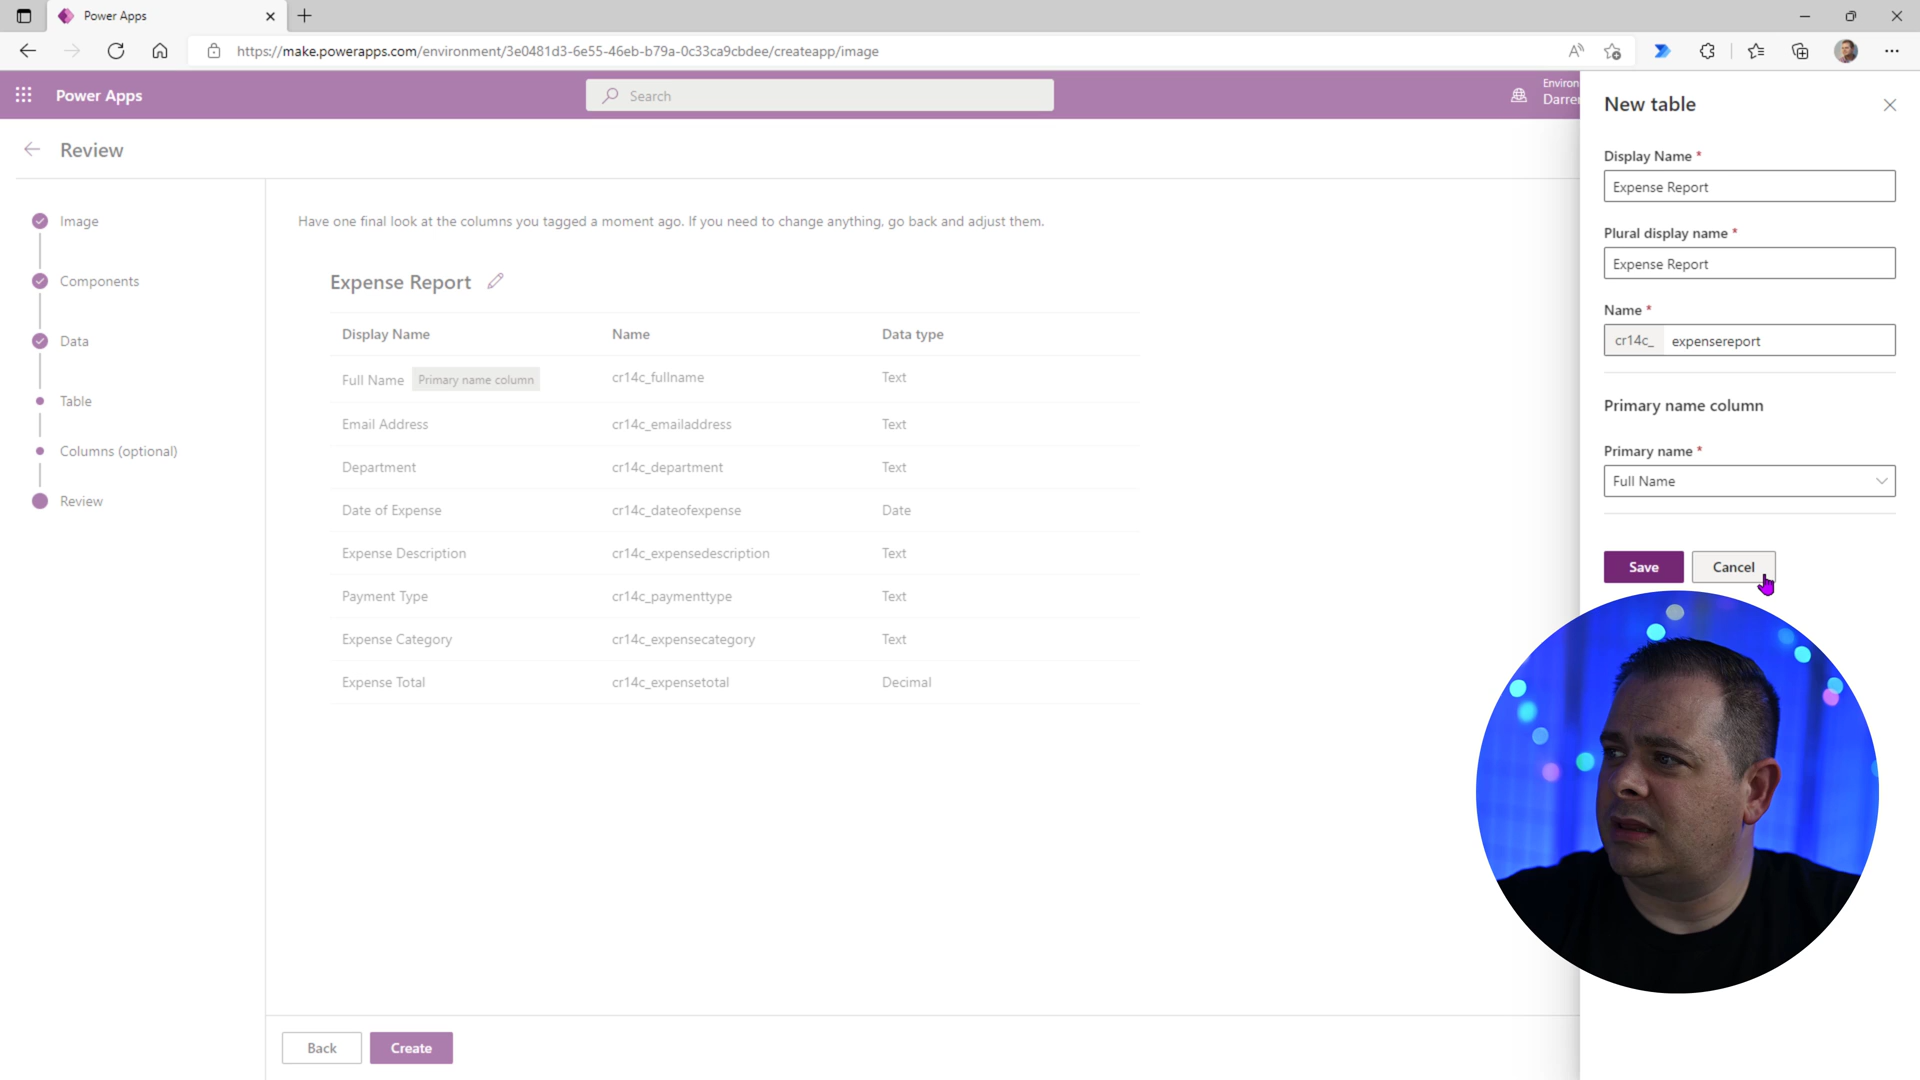 Power Apps
https://make.powerapps.com/environment/3e0481d3-6e55-46eb-b79a-0c33ca9cbdee/createapp/image
Power Apps
Search
Environ
Darre
Review
Image
Components
Data
Table
Columns (optional)
Review
Have one final look at the columns you tagged a moment ago. If you need to change anything, go back and adjust them.
Expense Report
Display Name Name Data type
Full Name Primary name column cr14c_fullname Text
Email Address cr14c_emailaddress Text
Department cr14c_department Text
Date of Expense cr14c_dateofexpense Date
Expense Description cr14c_expensedescription Text
Payment Type cr14c_paymenttype Text
Expense Category cr14c_expensecategory Text
Expense Total cr14c_expensetotal Decimal
Back Create
New table
Display Name *
Expense Report
Plural display name *
Expense Report
Name *
cr14c_ expensereport
Primary name column
Primary name *
Full Name
Save Cancel